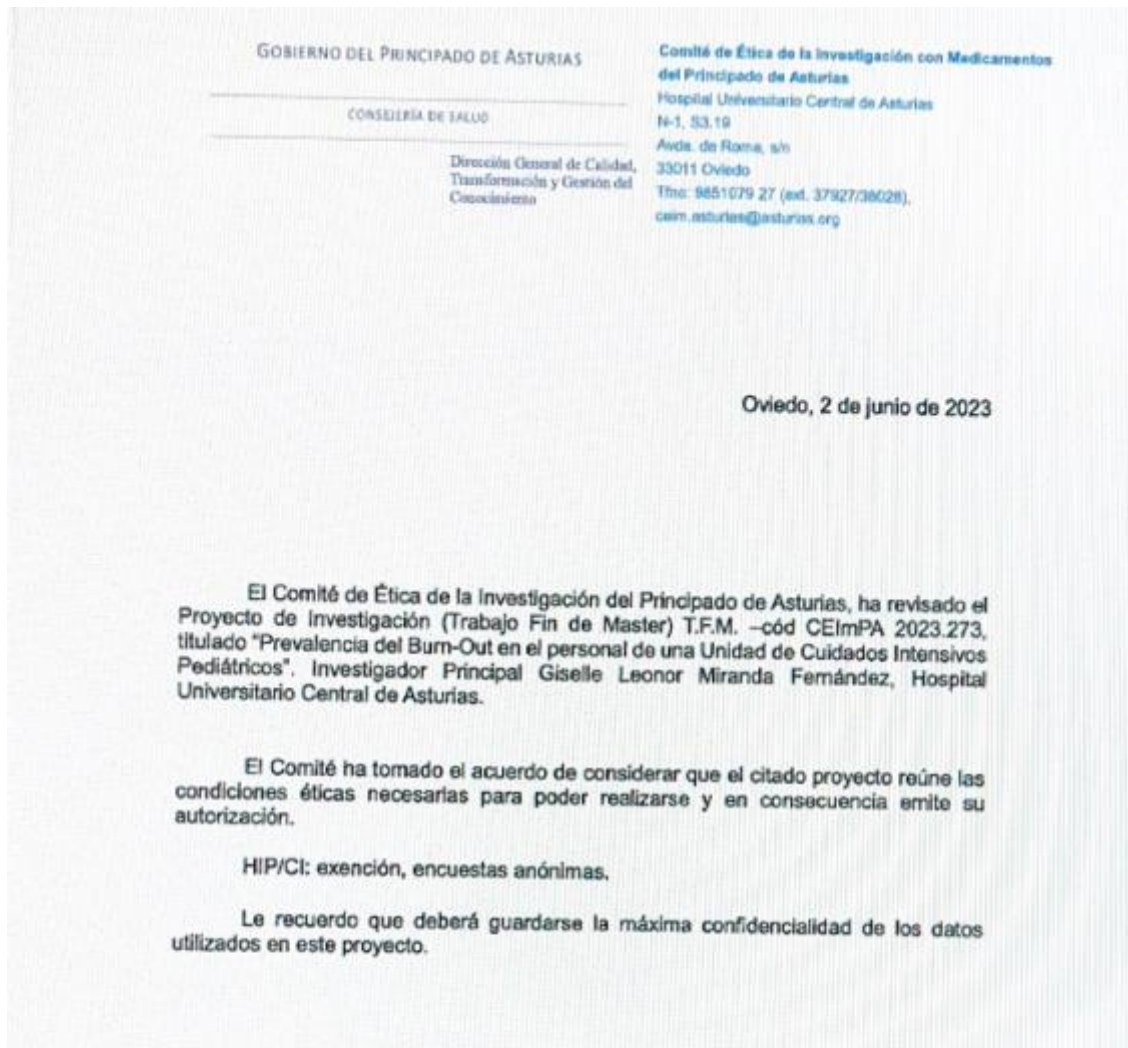 GOBIERNO DEL PRINCIPADO DE ASTURIAS
CONSEJERÍA DE SALUD
Dirección General de Calidad,
Transformación y Gestión del
Conocimiento
Comité de Ética de la Investigación con Medicamentos
del Principado de Asturias
Hospital Universitario Central de Asturias
N-1, S3.19
Avda. de Roma, s/n
33011 Oviedo
Tfno: 9851079 27 (ext. 37927/38028),
ceim.asturias@asturias.org
Oviedo, 2 de junio de 2023
El Comité de Ética de la Investigación del Principado de Asturias, ha revisado el
Proyecto de Investigación (Trabajo Fin de Master) T.F.M. –cód CEImPA 2023.273,
titulado "Prevalencia del Burn-Out en el personal de una Unidad de Cuidados Intensivos
Pediátricos". Investigador Principal Giselle Leonor Miranda Fernández, Hospital
Universitario Central de Asturias.
El Comité ha tomado el acuerdo de considerar que el citado proyecto reúne las
condiciones éticas necesarias para poder realizarse y en consecuencia emite su
autorización.
HIP/CI: exención, encuestas anónimas.
Le recuerdo que deberá guardarse la máxima confidencialidad de los datos
utilizados en este proyecto.